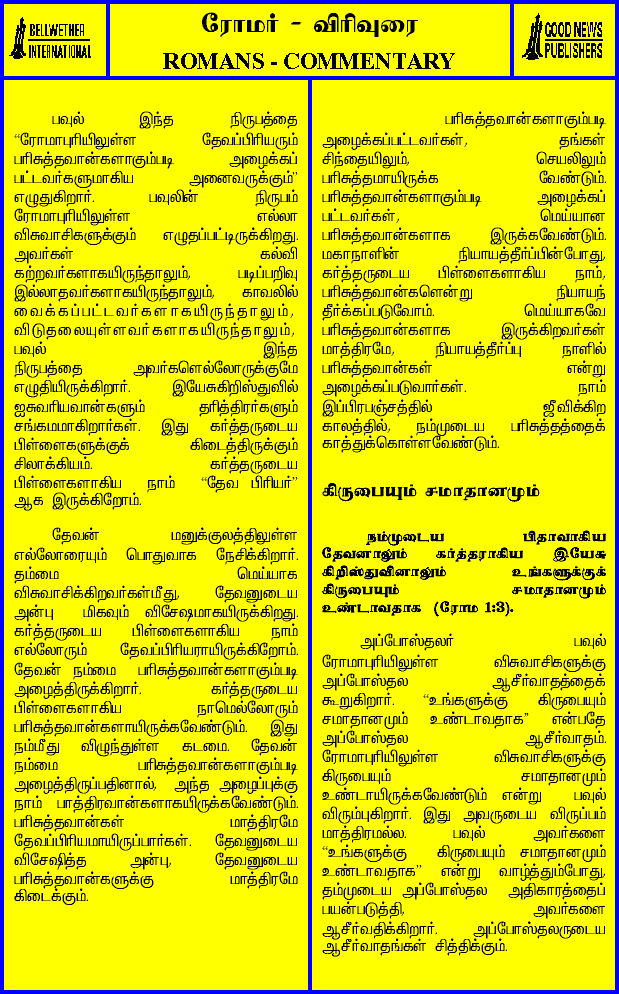 BELLWETHER
INTERNATIONAL
ரோமர் - விரிவுரை
ROMANS - COMMENTARY
GOOD NEWS
PUBLISHERS
பவுல் இந்த நிருபத்தை
“ரோமாபுரியிலுள்ள தேவப்பிரியரும்
பரிசுத்தவான்களாகும்படி அழைக்கப்
பட்டவர்களுமாகிய அனைவருக்கும்”
எழுதுகிறார். பவுலின் நிருபம்
ரோமாபுரியிலுள்ள எல்லா
விசுவாசிகளுக்கும் எழுதப்பட்டிருக்கிறது.
அவர்கள் கல்வி
கற்றவர்களாகயிருந்தாலும், படிப்பறிவு
இல்லாதவர்களாகயிருந்தாலும், காவலில்
வைக்கப்பட்டவர்களாகயிருந்தாலும்,
விடுதலையுள்ளவர்களாகயிருந்தாலும்,
பவுல் இந்த
நிருபத்தை அவர்களெல்லோருக்குமே
எழுதியிருக்கிறார். இயேசுகிறிஸ்துவில்
ஐசுவரியவான்களும் தரித்திரர்களும்
சங்கமமாகிறார்கள். இது கர்த்தருடைய
பிள்ளைகளுக்குக் கிடைத்திருக்கும்
சிலாக்கியம். கர்த்தருடைய
பிள்ளைகளாகிய நாம் “தேவ பிரியர்”
ஆக இருக்கிறோம்.
தேவன் மனுக்குலத்திலுள்ள
எல்லோரையும் பொதுவாக நேசிக்கிறார்.
தம்மை மெய்யாக
விசுவாசிக்கிறவர்கள்மீது, தேவனுடைய
அன்பு மிகவும் விசேஷமாகயிருக்கிறது.
கர்த்தருடைய பிள்ளைகளாகிய நாம்
எல்லோரும் தேவப்பிரியராயிருக்கிறோம்.
தேவன் நம்மை பரிசுத்தவான்களாகும்படி
அழைத்திருக்கிறார். கர்த்தருடைய
பிள்ளைகளாகிய நாமெல்லோரும்
பரிசுத்தவான்களாயிருக்கவேண்டும். இது
நம்மீது விழுந்துள்ள கடமை. தேவன்
நம்மை பரிசுத்தவான்களாகும்படி
அழைத்திருப்பதினால், அந்த அழைப்புக்கு
நாம் பாத்திரவான்களாகயிருக்கவேண்டும்.
பரிசுத்தவான்கள் மாத்திரமே
தேவப்பிரியமாயிருப்பார்கள். தேவனுடைய
விசேஷித்த அன்பு, தேவனுடைய
பரிசுத்தவான்களுக்கு மாத்திரமே
கிடைக்கும்.
பரிசுத்தவான்களாகும்படி
அழைக்கப்பட்டவர்கள், தங்கள்
சிந்தையிலும், செயலிலும்
பரிசுத்தமாயிருக்க வேண்டும்.
பரிசுத்தவான்களாகும்படி அழைக்கப்
பட்டவர்கள், மெய்யான
பரிசுத்தவான்களாக இருக்கவேண்டும்.
மகாநாளின் நியாயத்தீர்ப்பின்போது,
கர்த்தருடைய பிள்ளைகளாகிய நாம்,
பரிசுத்தவான்களென்று நியாயந்
தீர்க்கப்படுவோம். மெய்யாகவே
பரிசுத்தவான்களாக இருக்கிறவர்கள்
மாத்திரமே, நியாயத்தீர்ப்பு நாளில்
பரிசுத்தவான்கள் என்று
அழைக்கப்படுவார்கள். நாம்
இப்பிரபஞ்சத்தில் ஜீவிக்கிற
காலத்தில், நம்முடைய பரிசுத்தத்தைக்
காத்துக்கொள்ளவேண்டும்.
கிருபையும் சமாதானமும்
நம்முடைய பிதாவாகிய
தேவனாலும் கர்த்தராகிய இயேசு
கிறிஸ்துவினாலும் உங்களுக்குக்
கிருபையும் சமாதானமும்
உண்டாவதாக (ரோம 1:3).
அப்போஸ்தலர் பவுல்
ரோமாபுரியிலுள்ள விசுவாசிகளுக்கு
அப்போஸ்தல ஆசீர்வாதத்தைக்
கூறுகிறார். “உங்களுக்கு கிருபையும்
சமாதானமும் உண்டாவதாக” என்பதே
அப்போஸ்தல ஆசீர்வாதம்.
ரோமாபுரியிலுள்ள விசுவாசிகளுக்கு
கிருபையும் சமாதானமும்
உண்டாயிருக்கவேண்டும் என்று பவுல்
விரும்புகிறார். இது அவருடைய விருப்பம்
மாத்திரமல்ல. பவுல் அவர்களை
“உங்களுக்கு கிருபையும் சமாதானமும்
உண்டாவதாக” என்று வாழ்த்தும்போது,
தம்முடைய அப்போஸ்தல அதிகாரத்தைப்
பயன்படுத்தி, அவர்களை
ஆசீர்வதிக்கிறார். அப்போஸ்தலருடைய
ஆசீர்வாதங்கள் சித்திக்கும்.